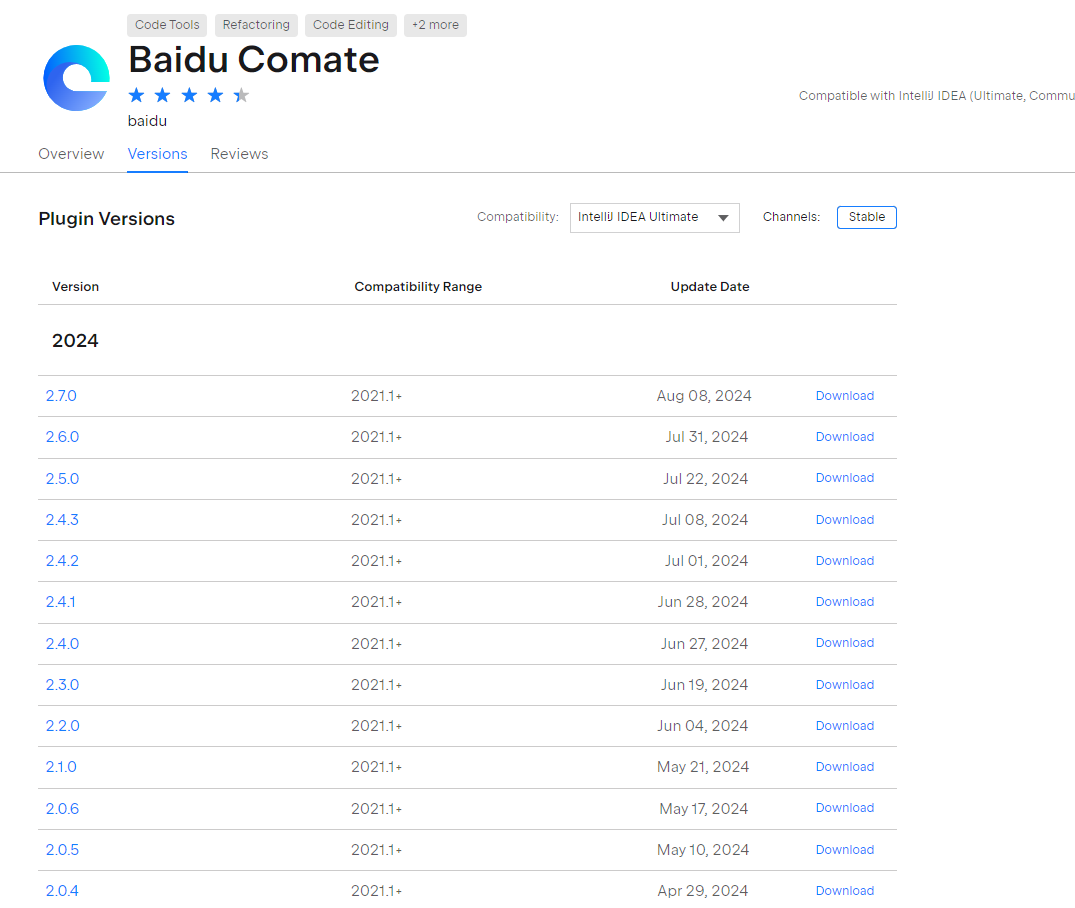 Code Tools Refactoring Code Editing +2 more
Baidu Comate
Compatible with IntelliJ IDEA (Ultimate, Commu
baidu
Overview Versions Reviews
Plugin Versions Compatibility: IntelliJ IDEA Ultimate Channels: Stable
Version Compatibility Range Update Date
2024
2.7.0 2021.1+ Aug 08, 2024 Download
2.6.0 2021.1+ Jul 31, 2024 Download
2.5.0 2021.1+ Jul 22, 2024 Download
2.4.3 2021.1+ Jul 08, 2024 Download
2.4.2 2021.1+ Jul 01, 2024 Download
2.4.1 2021.1+ Jun 28, 2024 Download
2.4.0 2021.1+ Jun 27, 2024 Download
2.3.0 2021.1+ Jun 19, 2024 Download
2.2.0 2021.1+ Jun 04, 2024 Download
2.1.0 2021.1+ May 21, 2024 Download
2.0.6 2021.1+ May 17, 2024 Download
2.0.5 2021.1+ May 10, 2024 Download
2.0.4 2021.1+ Apr 29, 2024 Download